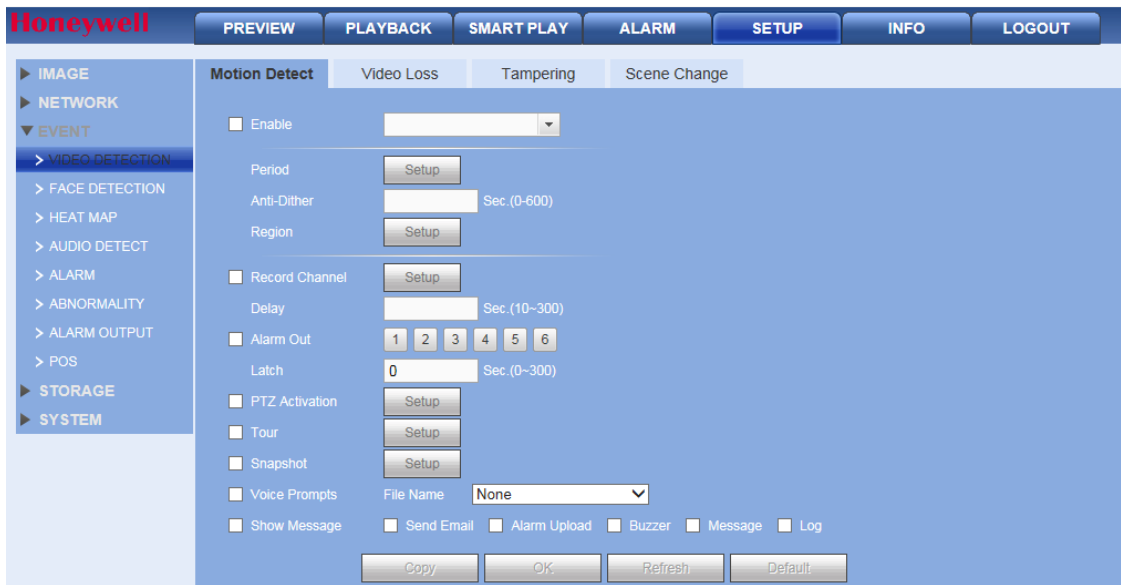 Honeywell
PREVIEW PLAYBACK SMART PLAY ALARM SETUP INFO LOGOUT
IMAGE
NETWORK
EVENT
VIDEO DETECTION
FACE DETECTION
HEAT MAP
AUDIO DETECT
ALARM
ABNORMALITY
ALARM OUTPUT
POS
STORAGE
SYSTEM
Motion Detect Video Loss Tampering Scene Change
Enable
Period Setup
Anti-Dither Sec.(0-600)
Region Setup
Record Channel Setup
Delay Sec.(10~300)
Alarm Out 1 2 3 4 5 6
Latch 0 Sec.(0~300)
PTZ Activation Setup
Tour Setup
Snapshot Setup
Voice Prompts File Name None
Show Message Send Email Alarm Upload Buzzer Message Log
Copy OK Refresh Default